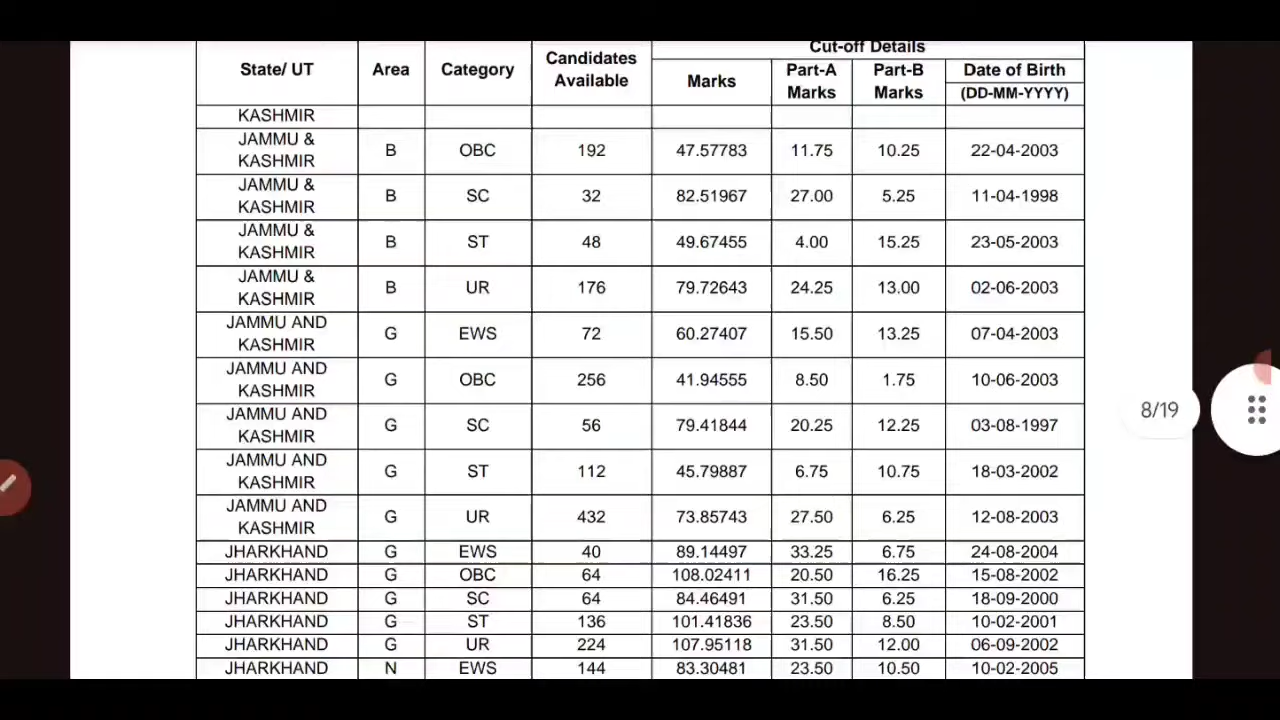 Cut-off Details
State/ UT Area Category Candidates Available Marks Part-A Marks Part-B Marks Date of Birth (DD-MM-YYYY)
KASHMIR
JAMMU & KASHMIR B OBC 192 47.57783 11.75 10.25 22-04-2003
JAMMU & KASHMIR B SC 32 82.51967 27.00 5.25 11-04-1998
JAMMU & KASHMIR B ST 48 49.67455 4.00 15.25 23-05-2003
JAMMU & KASHMIR B UR 176 79.72643 24.25 13.00 02-06-2003
JAMMU AND KASHMIR G EWS 72 60.27407 15.50 13.25 07-04-2003
JAMMU AND KASHMIR G OBC 256 41.94555 8.50 1.75 10-06-2003
JAMMU AND KASHMIR G SC 56 79.41844 20.25 12.25 03-08-1997
JAMMU AND KASHMIR G ST 112 45.79887 6.75 10.75 18-03-2002
JAMMU AND KASHMIR G UR 432 73.85743 27.50 6.25 12-08-2003
JHARKHAND G EWS 40 89.14497 33.25 6.75 24-08-2004
JHARKHAND G OBC 64 108.02411 20.50 16.25 15-08-2002
JHARKHAND G SC 64 84.46491 31.50 6.25 18-09-2000
JHARKHAND G ST 136 101.41836 23.50 8.50 10-02-2001
JHARKHAND G UR 224 107.95118 31.50 12.00 06-09-2002
JHARKHAND N EWS 144 83.30481 23.50 10.50 10-02-2005
8/19